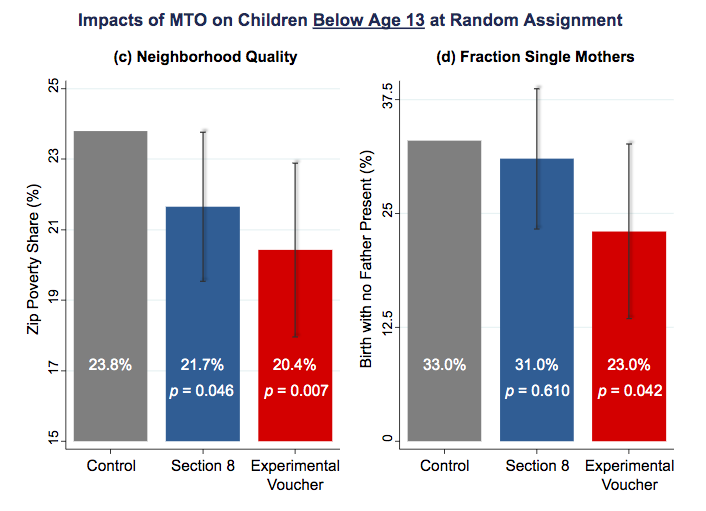 Impacts of MTO on Children Below Age 13 at Random Assignment
(c) Neighborhood Quality
Zip Poverty Share (%)
25
23
21
19
17
15
23.8%
21.7%
p = 0.046
20.4%
p = 0.007
Control
Section 8
Experimental
Voucher
(d) Fraction Single Mothers
Birth with no Father Present (%)
37.5
25
12.5
0
33.0%
31.0%
p = 0.610
23.0%
p = 0.042
Control
Section 8
Experimental
Voucher